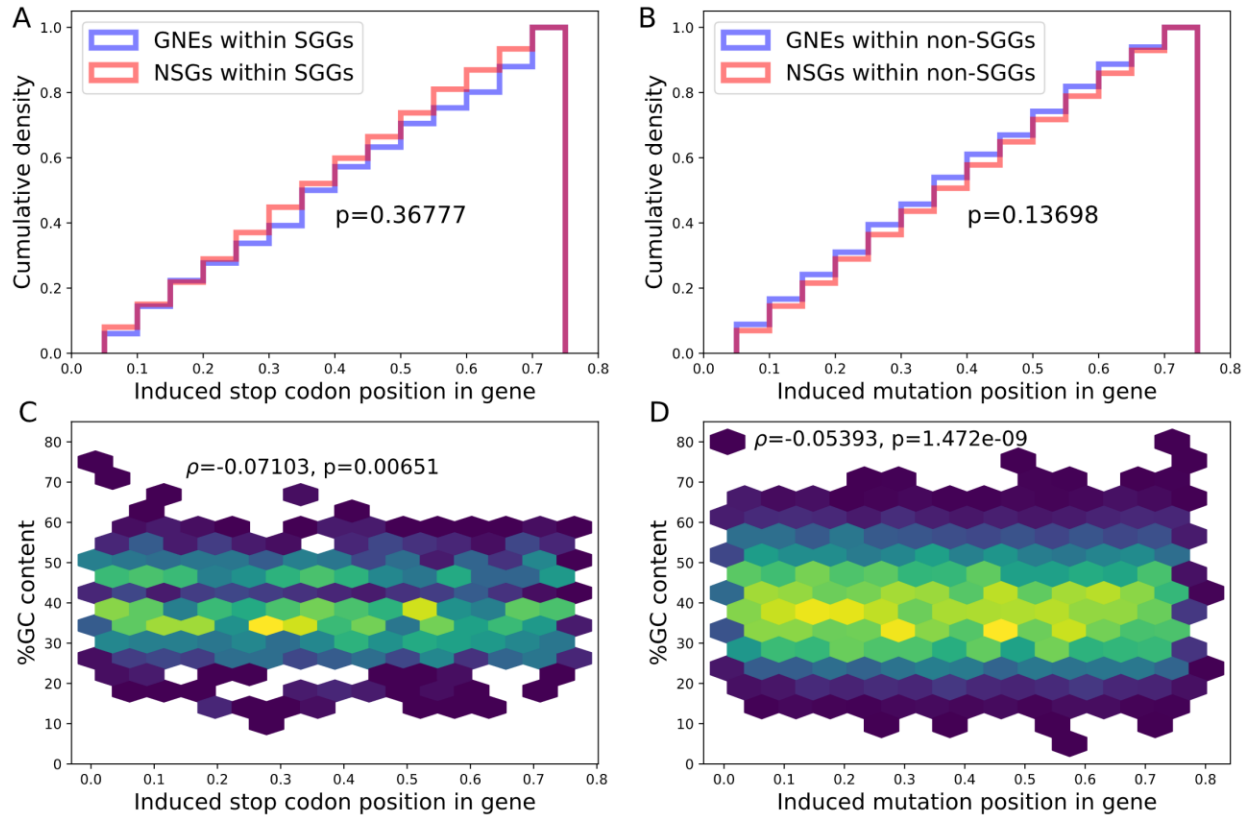 A
GNEs within SGGs
NSGs within SGGs
p=0.36777
Cumulative density
1.0
0.8
0.6
0.4
0.2
0.0
0.0 0.1 0.2 0.3 0.4 0.5 0.6 0.7 0.8
Induced stop codon position in gene
B
GNEs within non-SGGs
NSGs within non-SGGs
p=0.13698
Cumulative density
1.0
0.8
0.6
0.4
0.2
0.0
0.0 0.1 0.2 0.3 0.4 0.5 0.6 0.7 0.8
Induced mutation position in gene
C
ρ=-0.07103, p=0.00651
%GC content
80
70
60
50
40
30
20
10
0
0.0 0.1 0.2 0.3 0.4 0.5 0.6 0.7 0.8
Induced stop codon position in gene
D
ρ=-0.05393, p=1.472e-09
%GC content
80
70
60
50
40
30
20
10
0
0.0 0.1 0.2 0.3 0.4 0.5 0.6 0.7 0.8
Induced mutation position in gene